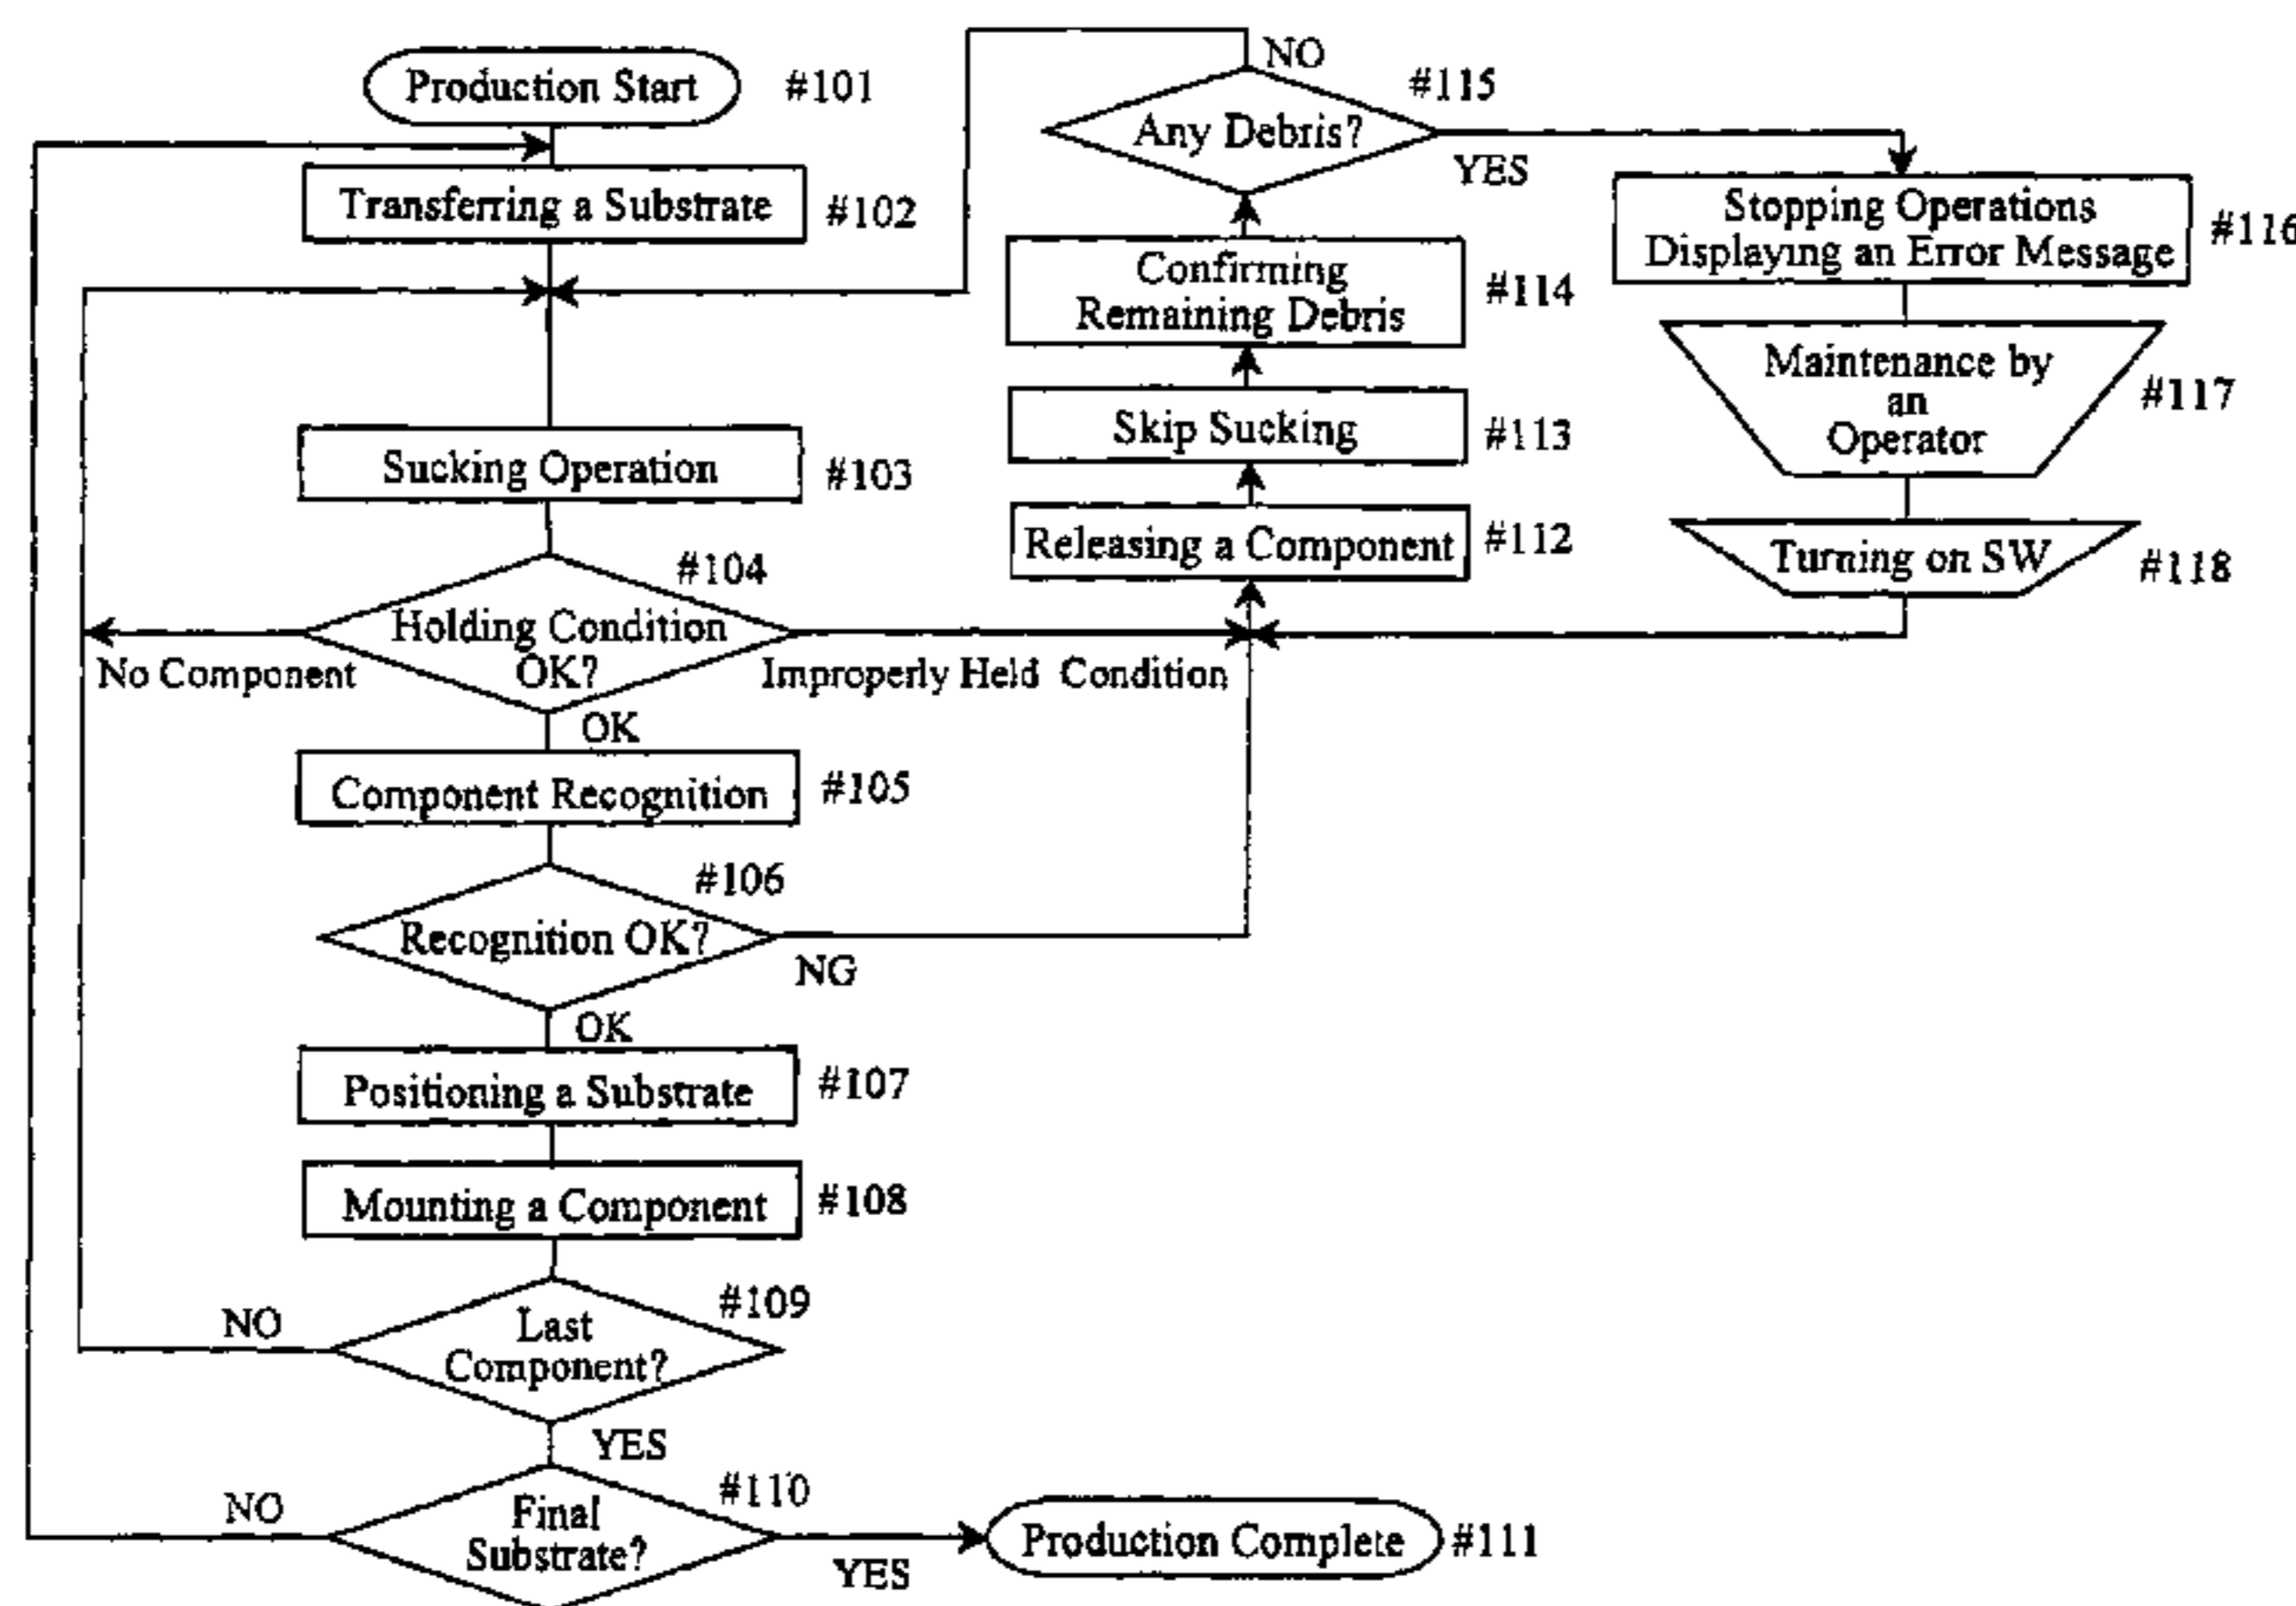 Production Start
#101
Transferring a Substrate
#102
Sucking Operation
#103
#104
Holding Condition
OK?
No Component
Improperly Held Condition
OK
Component Recognition
#105
#106
Recognition OK?
NG
OK
Positioning a Substrate
#107
Mounting a Component
#108
#109
Last
Component?
NO
YES
#110
Final
Substrate?
NO
YES
Production Complete
#111
Releasing a Component
#112
Skip Sucking
#113
Confirming
Remaining Debris
#114
#115
Any Debris?
NO
YES
Stopping Operations
Displaying an Error Message
#116
Maintenance by
an
Operator
#117
Turning on SW
#118